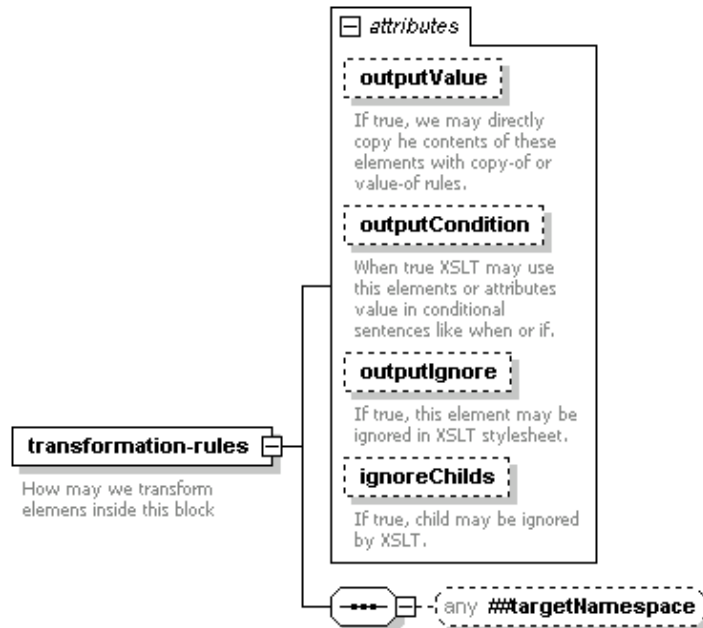 attributes
outputValue
If true, we may directly
copy he contents of these
elements with copy-of or
value-of rules.
outputCondition
When true XSLT may use
this elements or attributes
value in conditional
sentences like when or if.
outputIgnore
If true, this element may be
ignored in XSLT stylesheet.
ignoreChilds
If true, child may be ignored
by XSLT.
transformation-rules
How may we transform
elemens inside this block
any ##targetNamespace